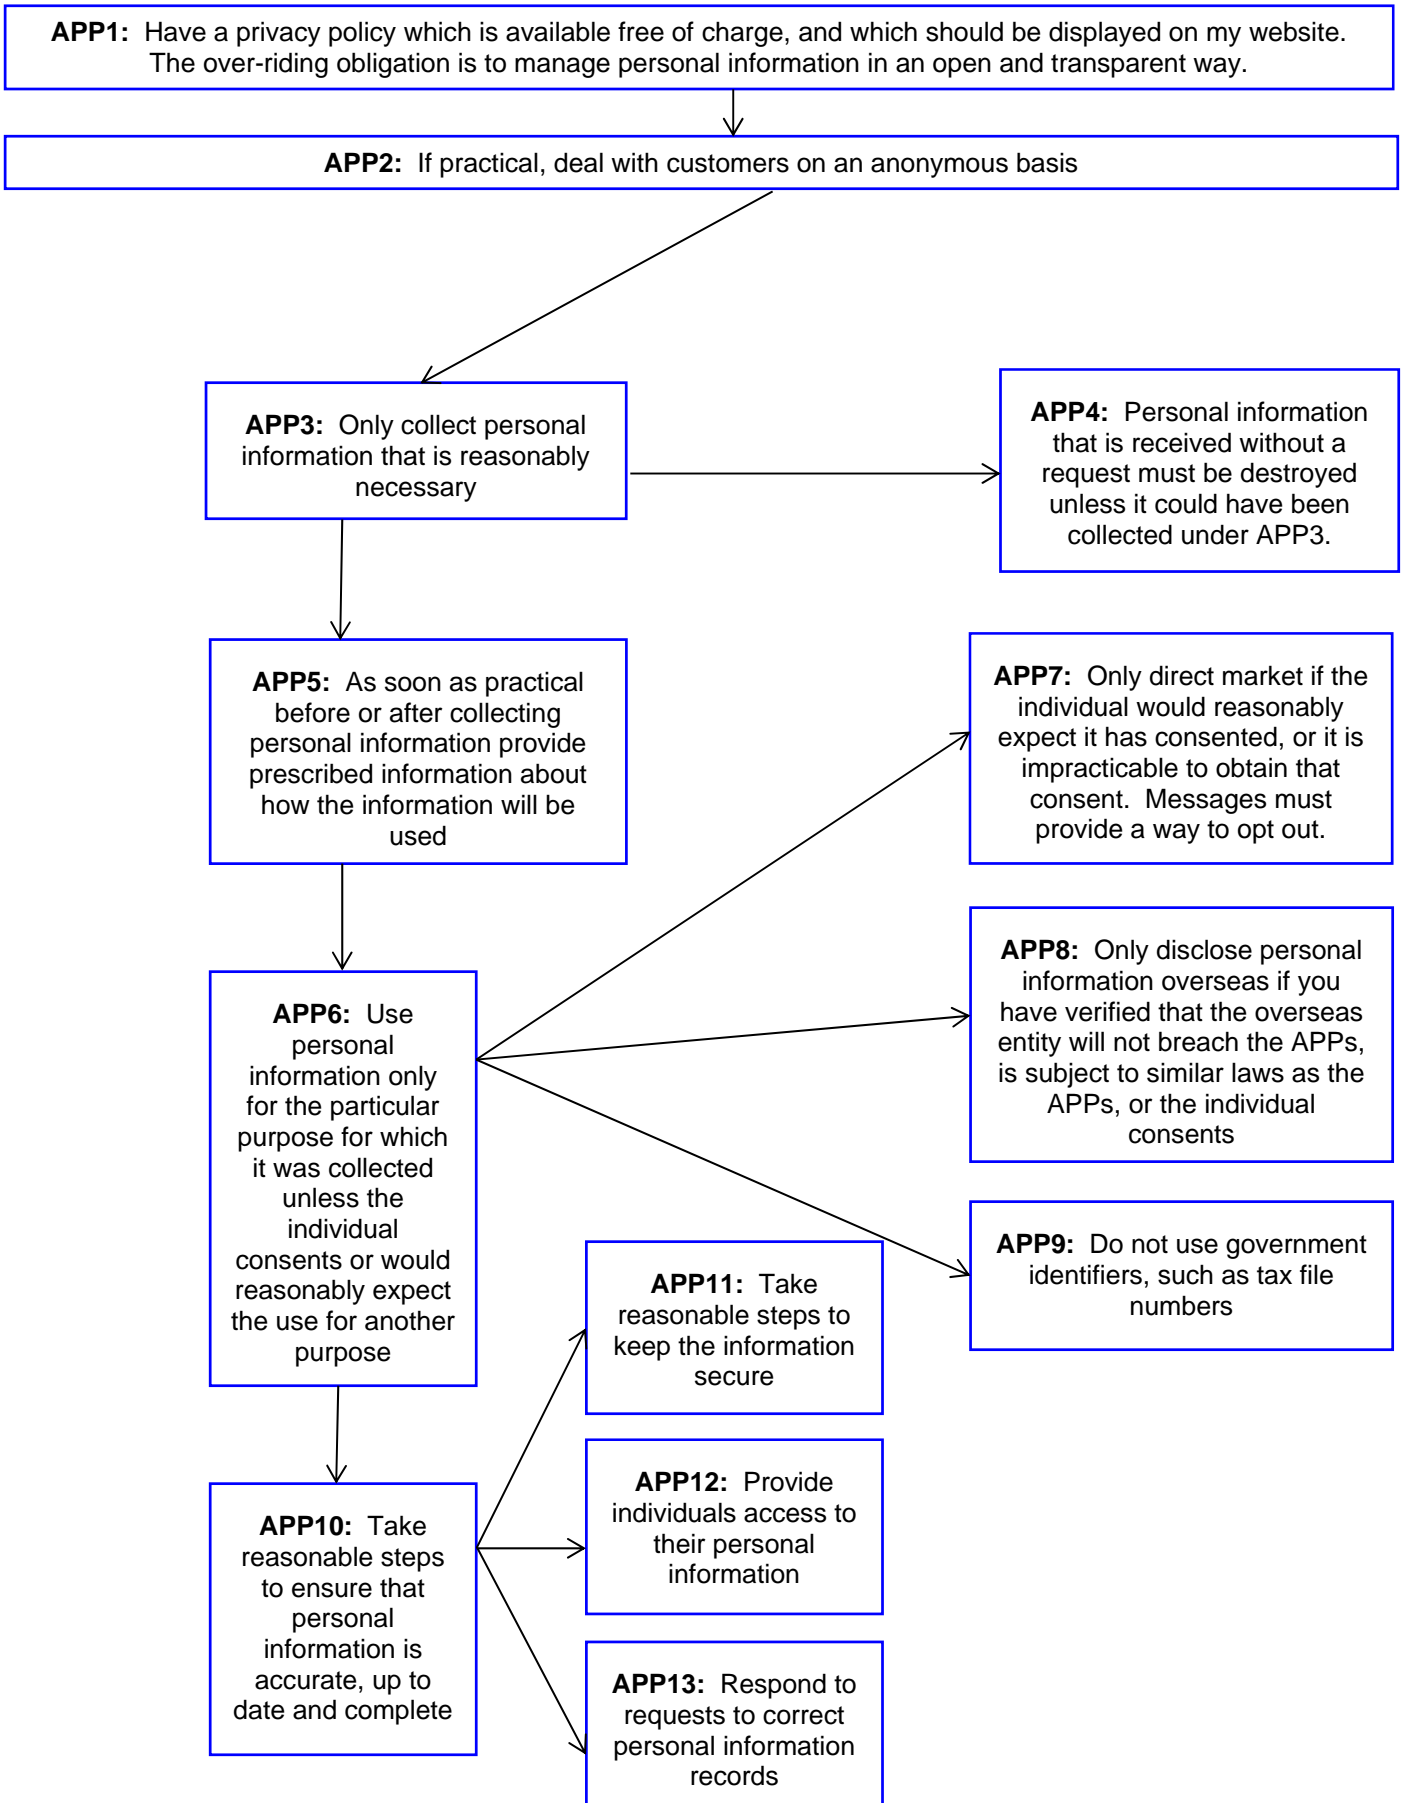 APP1: Have a privacy policy which is available free of charge, and which should be displayed on my website.
The over-riding obligation is to manage personal information in an open and transparent way.
APP2: If practical, deal with customers on an anonymous basis
APP3: Only collect personal
information that is reasonably
necessary
APP4: Personal information
that is received without a
request must be destroyed
unless it could have been
collected under APP3.
APP5: As soon as practical
before or after collecting
personal information provide
prescribed information about
how the information will be
used
APP7: Only direct market if the
individual would reasonably
expect it has consented, or it is
impracticable to obtain that
consent. Messages must
provide a way to opt out.
APP8: Only disclose personal
information overseas if you
have verified that the overseas
entity will not breach the APPs,
is subject to similar laws as the
APPs, or the individual
consents
APP6: Use
personal
information only
for the particular
purpose for which
it was collected
unless the
individual
consents or would
reasonably expect
the use for another
purpose
APP9: Do not use government
identifiers, such as tax file
numbers
APP11: Take
reasonable steps to
keep the information
secure
APP12: Provide
individuals access to
their personal
information
APP10: Take
reasonable steps
to ensure that
personal
information is
accurate, up to
date and complete
APP13: Respond to
requests to correct
personal information
records